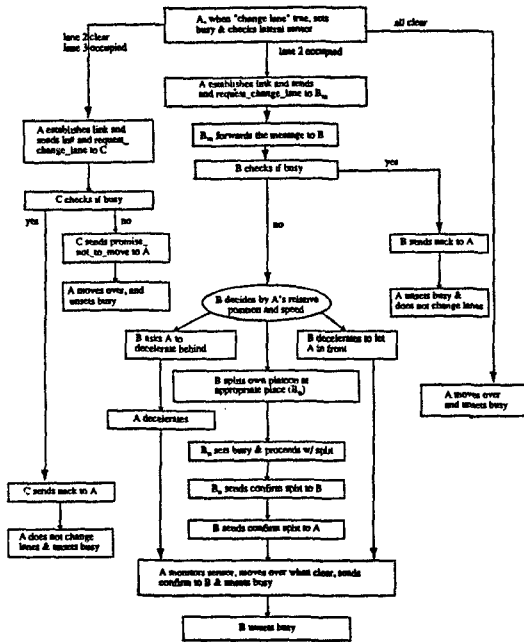 A, when "change lane" true, sets
busy & checks lateral sensor
all clear
lane 2 clear
lane 3 occupied
lane 2 occupied
A establishes link and sends
and request_change_lane to Bm
A establishes link and
sends and request_
change_lane to C
Bm forwards the message to B
B checks if busy
yes
C checks if busy
yes
no
no
B sends nack to A
C sends promise_
not_to_move to A
A moves over, and
unsets busy
A unsets busy &
does not change lanes
B decides by A's relative
position and speed
B asks A to
decelerate behind
B decelerates to let
A in front
B splits own platoon at
appropriate place (Bn)
A moves over
and unsets busy
A decelerates
Bn sets busy & proceeds w/ split
C sends nack to A
Bn sends confirm split to B
B sends confirm split to A
A does not change
lanes & unsets busy
A monitors sensor, moves over when clear, sends
confirm to B & unsets busy
B unsets busy